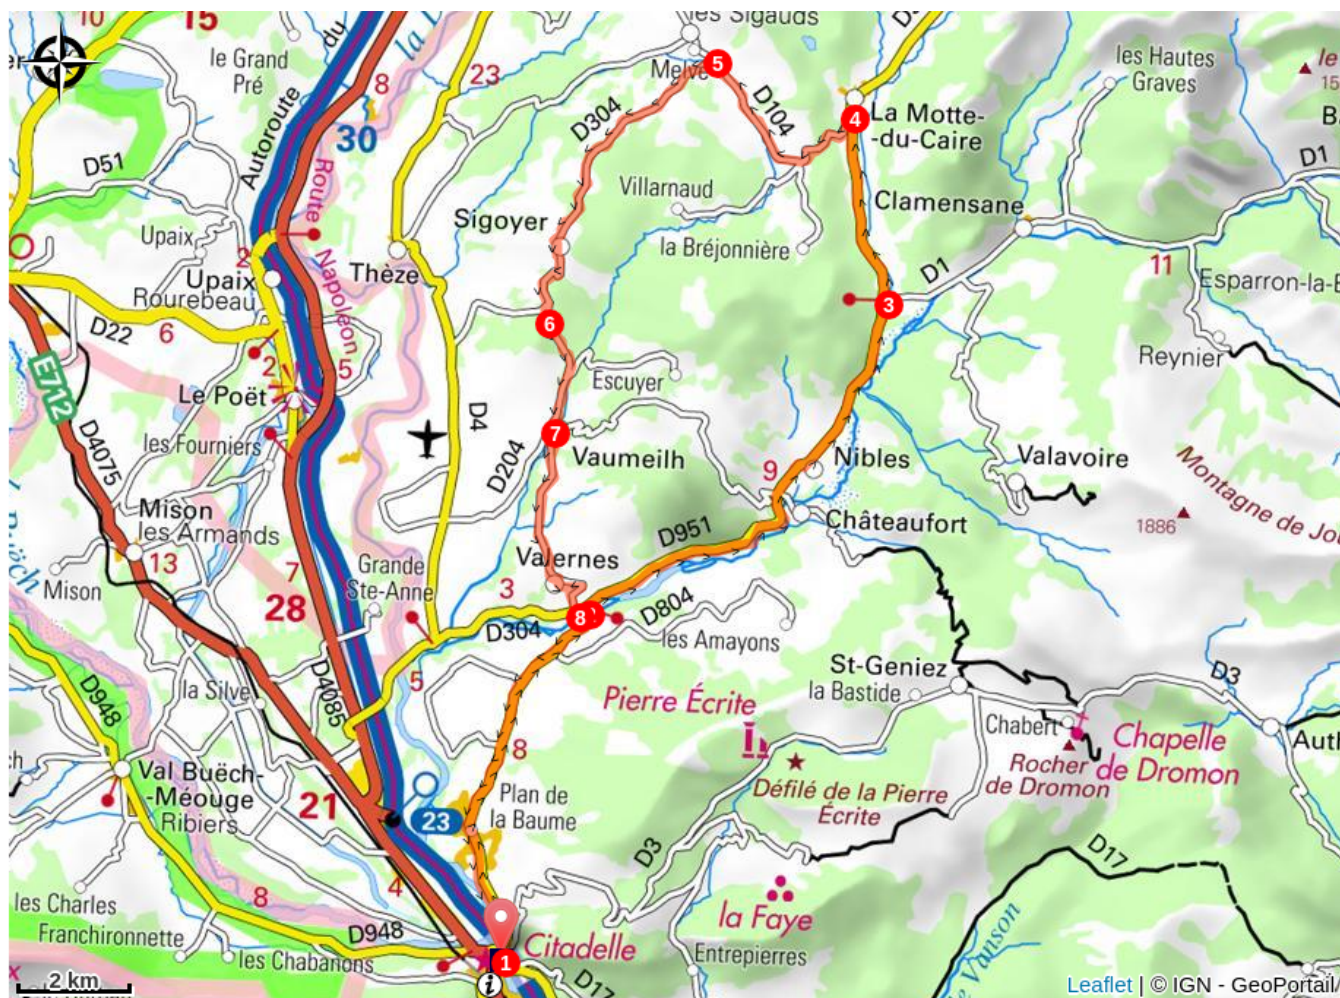 10
15
les Sigauds
le Grand
Pré
du
la
23
Melve
5
les Hautes
Graves
8
D304
D104
4
La Motte-
-du-Caire
30
Autoroute
D51
D1
Route
Villarnaud
Clamensane
Sigoyer
Upaix
la Bréjonnière
2
Napoléon
Thèze
D1
11
Upaix
Rourebeau
Esparron-la-B
3
D22
6
6
5
Reynier
2
E712
Le Poët
Escuyer
D4
D4075
les Fourniers
7
D204
Vaumeilh
9
Nibles
Valavoire
Montagne de Jou
Mison
les Armands
Châteaufort
1886
D951
Buëch
13
Valernes
Grande
Ste-Anne
Mison
7
28
3
8
D304
D804
les Amayons
St-Geniez
D3
D4085
5
la Silve
la Bastide
D948
Pierre Écrite
Chabert
Chapelle
de Dromon
Auth
8
Rocher
de Dromon
Val Buëch-
-Méouge
Ribiers
Défilé de la Pierre
Écrite
21
Plan de
la Baume
23
D3
D17
4
8
les Charles
la Faye
Franchironnette
D948
Citadelle
le Vanson
les Chabanons
1
Entrepierres
D17
i
2 km
Leaflet | © IGN - GeoPortail